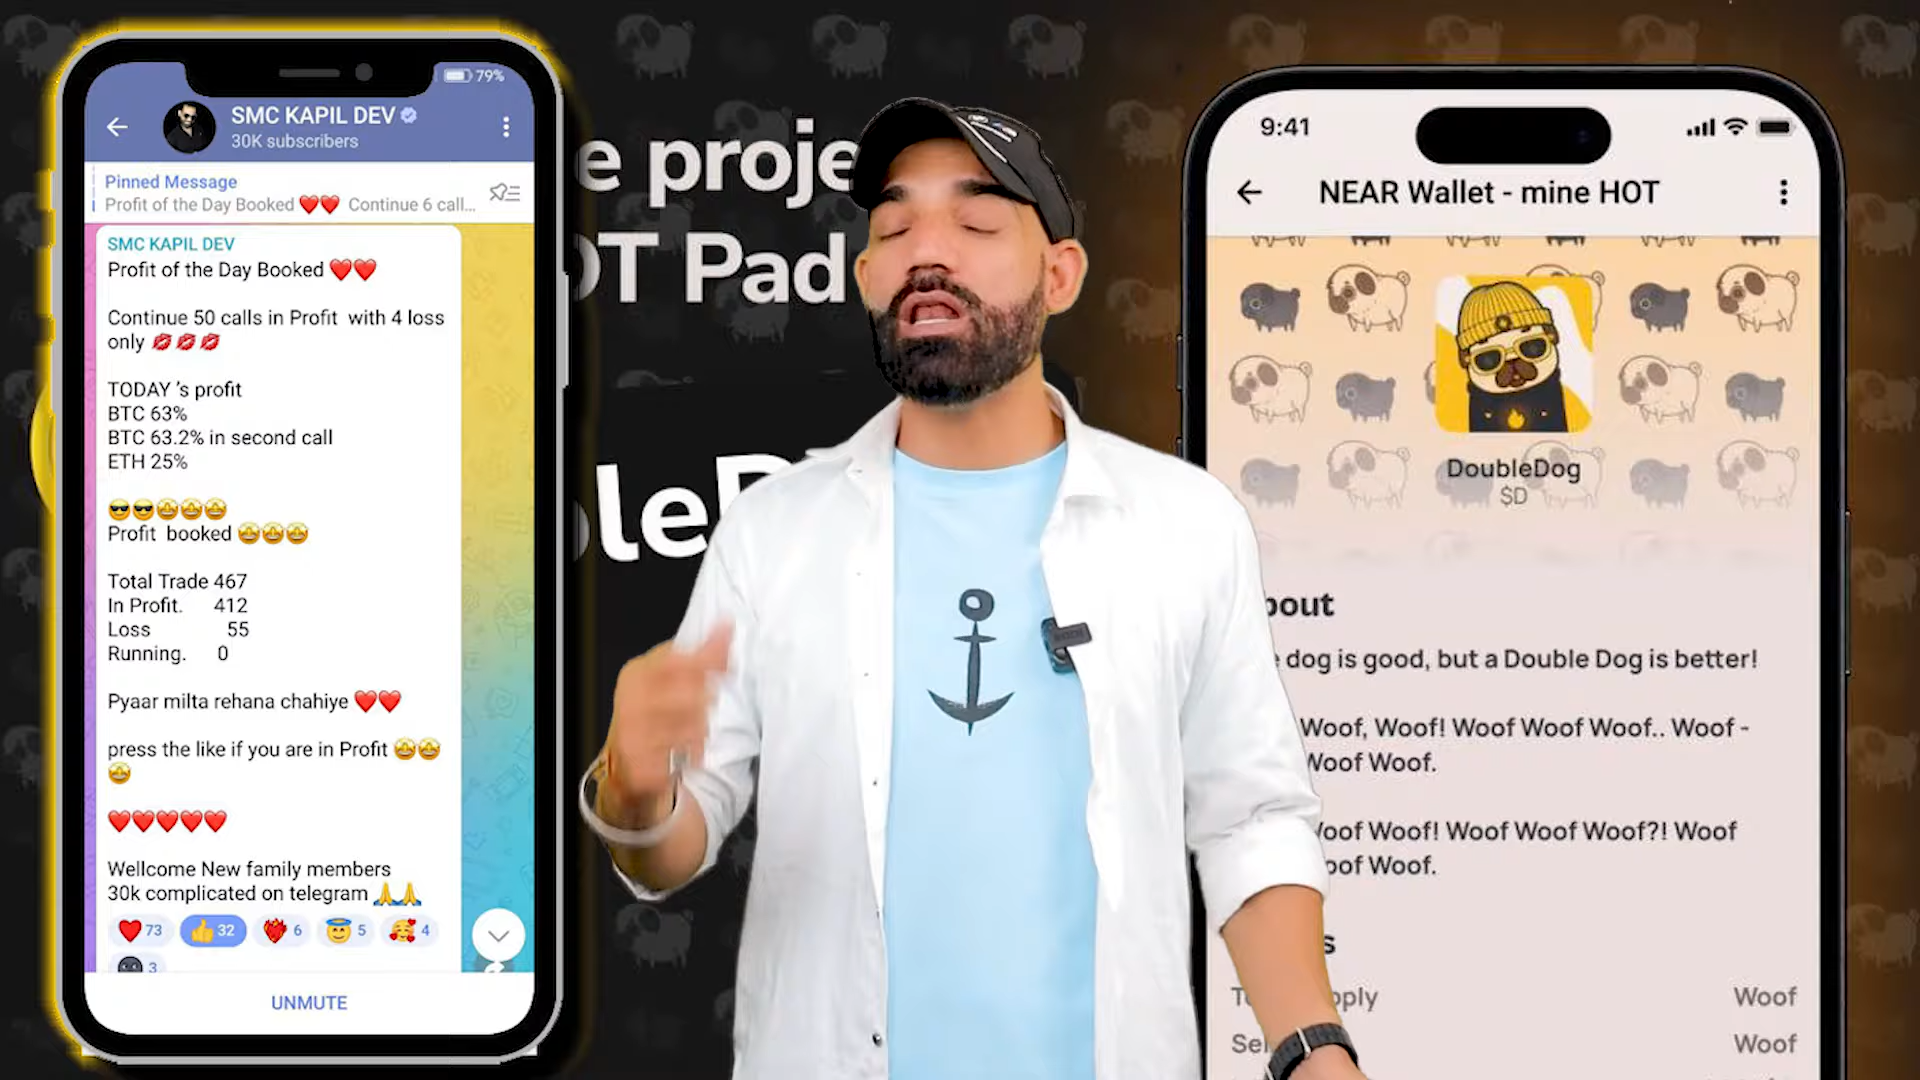 79%
SMC KAPIL DEV
30K subscribers
Pinned Message
Profit of the Day Booked ❤️❤️ Continue 6 call...
SMC KAPIL DEV
Profit of the Day Booked ❤️❤️
Continue 50 calls in Profit with 4 loss
only 💋💋💋
TODAY 's profit
BTC 63%
BTC 63.2% in second call
ETH 25%
😎😎🤩🤩🤩
Profit booked 🤩🤩🤩
Total Trade 467
In Profit. 412
Loss 55
Running. 0
Pyaar milta rehana chahiye ❤️❤️
press the like if you are in Profit 🤩🤩
🤩
❤️❤️❤️❤️❤️
Wellcome New family members
30k complicated on telegram 🙏🙏
❤️ 73 👍 32 ❤️‍🔥 6 😇 5 🥰 4
🌚 3
UNMUTE
e proje
OT Pad
leD
9:41
NEAR Wallet - mine HOT
DoubleDog
$D
bout
dog is good, but a Double Dog is better!
Woof, Woof! Woof Woof Woof.. Woof -
Woof Woof.
Woof Woof! Woof Woof Woof?! Woof
oof Woof.
s
pply Woof
Se Woof